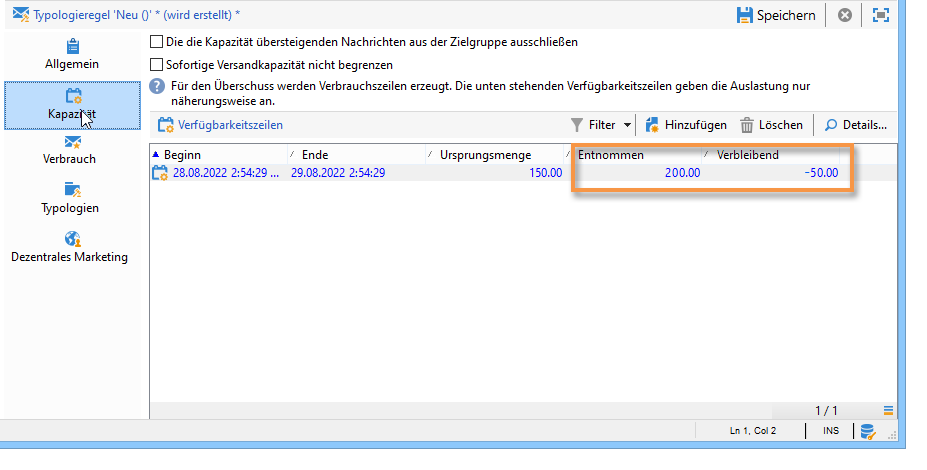 Typologieregel 'Neu ()' * (wird erstellt) *
Speichern
Allgemein
Kapazität
Verbrauch
Typologien
Dezentrales Marketing
Die die Kapazität übersteigenden Nachrichten aus der Zielgruppe ausschließen
Sofortige Versandkapazität nicht begrenzen
Für den Überschuss werden Verbrauchszeilen erzeugt. Die unten stehenden Verfügbarkeitszeilen geben die Auslastung nur
näherungsweise an.
Verfügbarkeitszeilen Filter Hinzufügen Löschen Details...
Beginn Ende Ursprungsmenge Entnommen Verbleibend
28.08.2022 2:54:29 ... 29.08.2022 2:54:29 150.00 200.00 -50.00
1 / 1
Ln 1, Col 2 INS